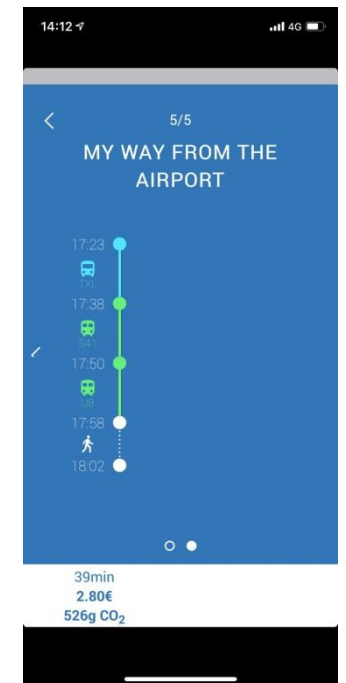 14:12
4G
5/5
MY WAY FROM THE
AIRPORT
17:23
TXL
17:38
S41
17:50
U8
17:58
18:02
39min
2.80€
526g CO₂